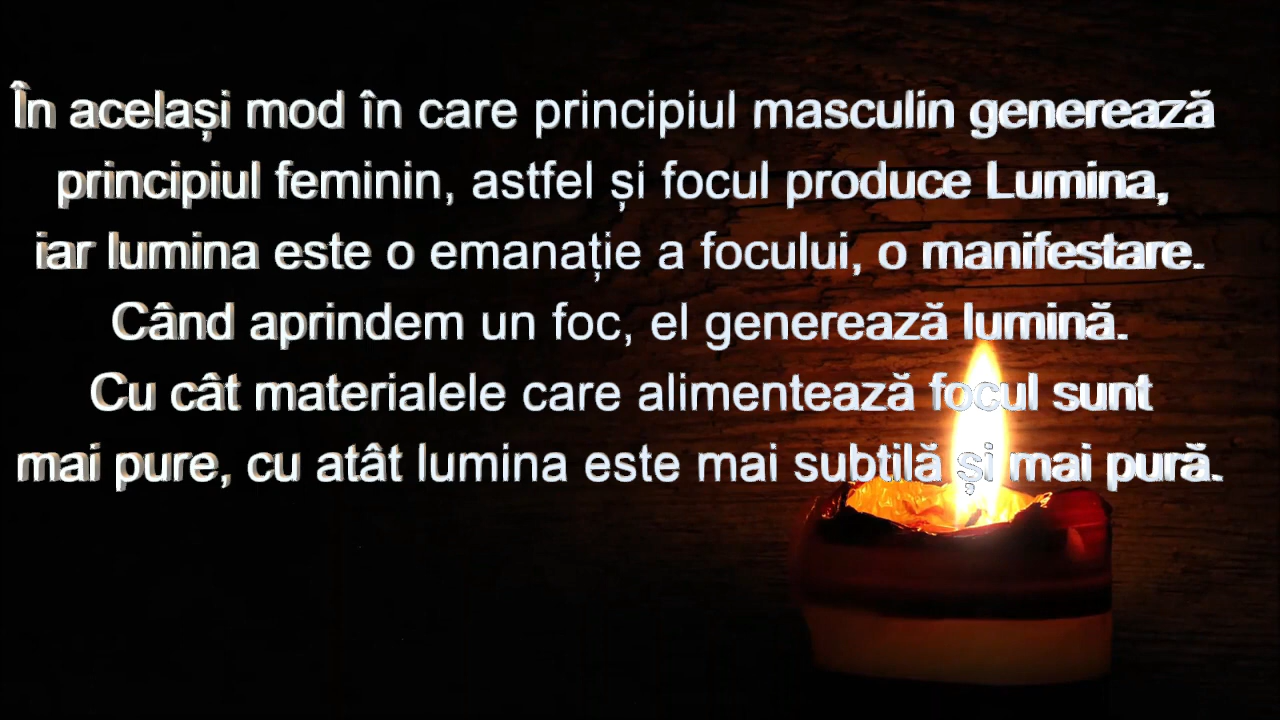 În același mod în care principiul masculin generează
principiul feminin, astfel și focul produce Lumina,
iar lumina este o emanație a focului, o manifestare.
Când aprindem un foc, el generează lumină.
Cu cât materialele care alimentează focul sunt
mai pure, cu atât lumina este mai subtilă și mai pură.